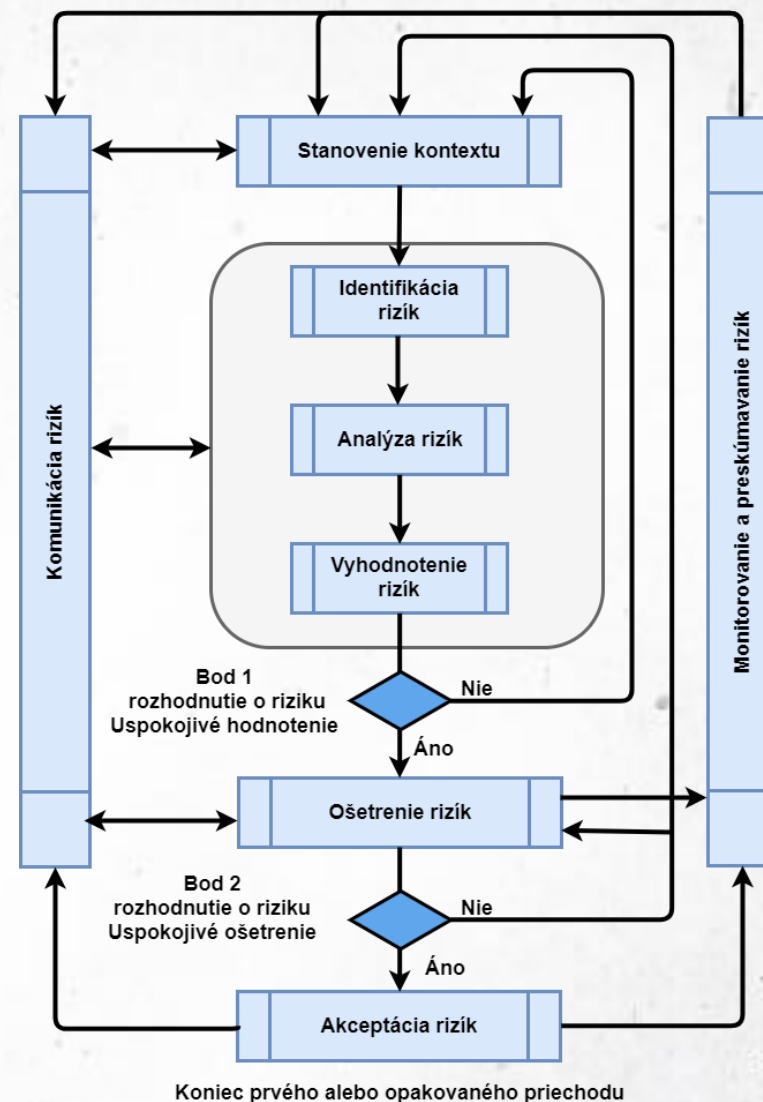 Stanovenie kontextu
Identifikácia
rizík
Komunikácia rizík
Analýza rizík
Monitorovanie a preskúmavanie rizík
Vyhodnotenie
rizík
Bod 1
rozhodnutie o riziku
Uspokojivé hodnotenie
Nie
Áno
Ošetrenie rizík
Bod 2
rozhodnutie o riziku
Uspokojivé ošetrenie
Nie
Áno
Akceptácia rizík
Koniec prvého alebo opakovaného priechodu